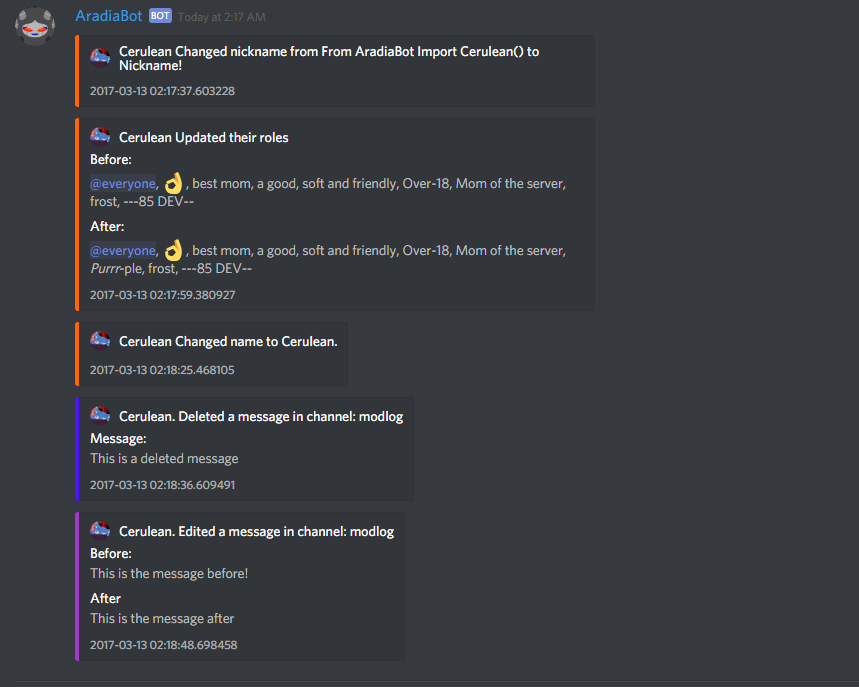 AradiaBot BOT Today at 2:17 AM
Cerulean Changed nickname from From AradiaBot Import Cerulean() to
Nickname!
2017-03-13 02:17:37.603228
Cerulean Updated their roles
Before:
@everyone, 👌, best mom, a good, soft and friendly, Over-18, Mom of the server,
frost, ---85 DEV--
After:
@everyone, 👌, best mom, a good, soft and friendly, Over-18, Mom of the server,
Purrr-ple, frost, ---85 DEV--
2017-03-13 02:17:59.380927
Cerulean Changed name to Cerulean.
2017-03-13 02:18:25.468105
Cerulean. Deleted a message in channel: modlog
Message:
This is a deleted message
2017-03-13 02:18:36.609491
Cerulean. Edited a message in channel: modlog
Before:
This is the message before!
After
This is the message after
2017-03-13 02:18:48.698458